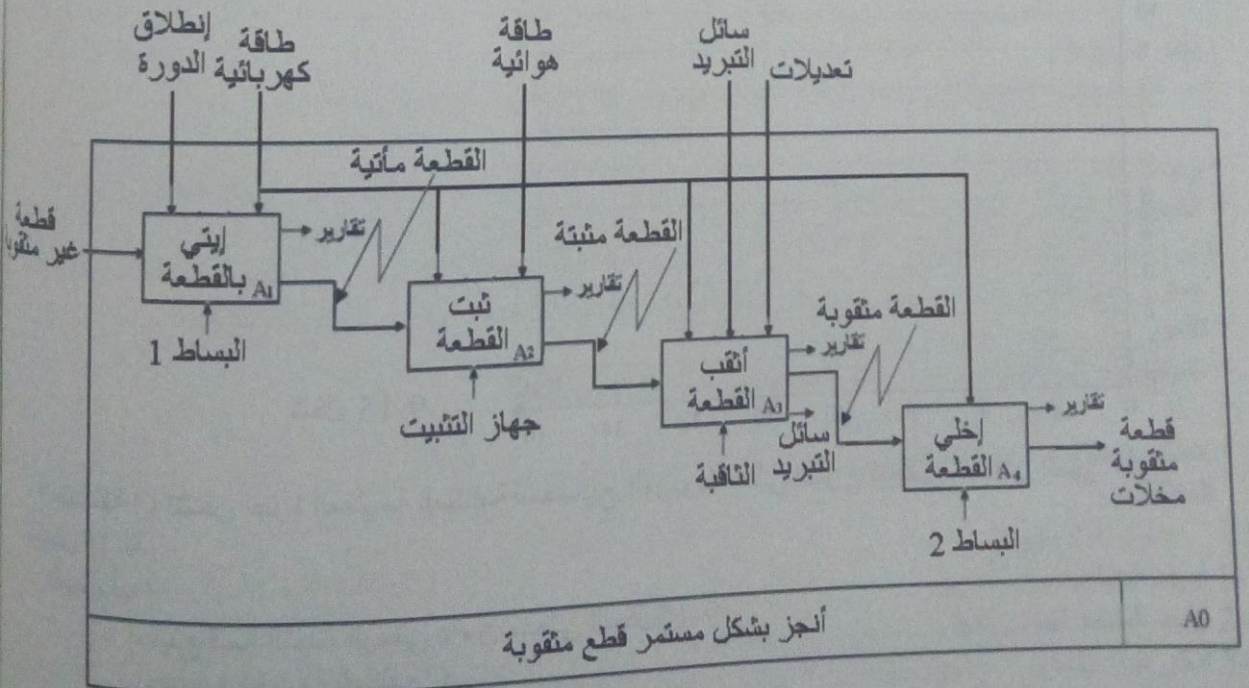 إنطلاق
الدورة
طاقة
كهربائية
طاقة
هوائية
سائل
التبريد
تعديلات
القطعة مأتية
قطعة
غير مثقوبا
إيتي
بالقطعة A1
تقارير
البساط 1
القطعة مثبتة
ثبت
القطعة A2
تقارير
جهاز التثبيت
القطعة مثقوبة
أثقب
القطعة A3
تقارير
سائل
التبريد
الثاقبة
إخلي
القطعة A4
تقارير
قطعة
مثقوبة
مخلات
البساط 2
أنجز بشكل مستمر قطع مثقوبة
A0